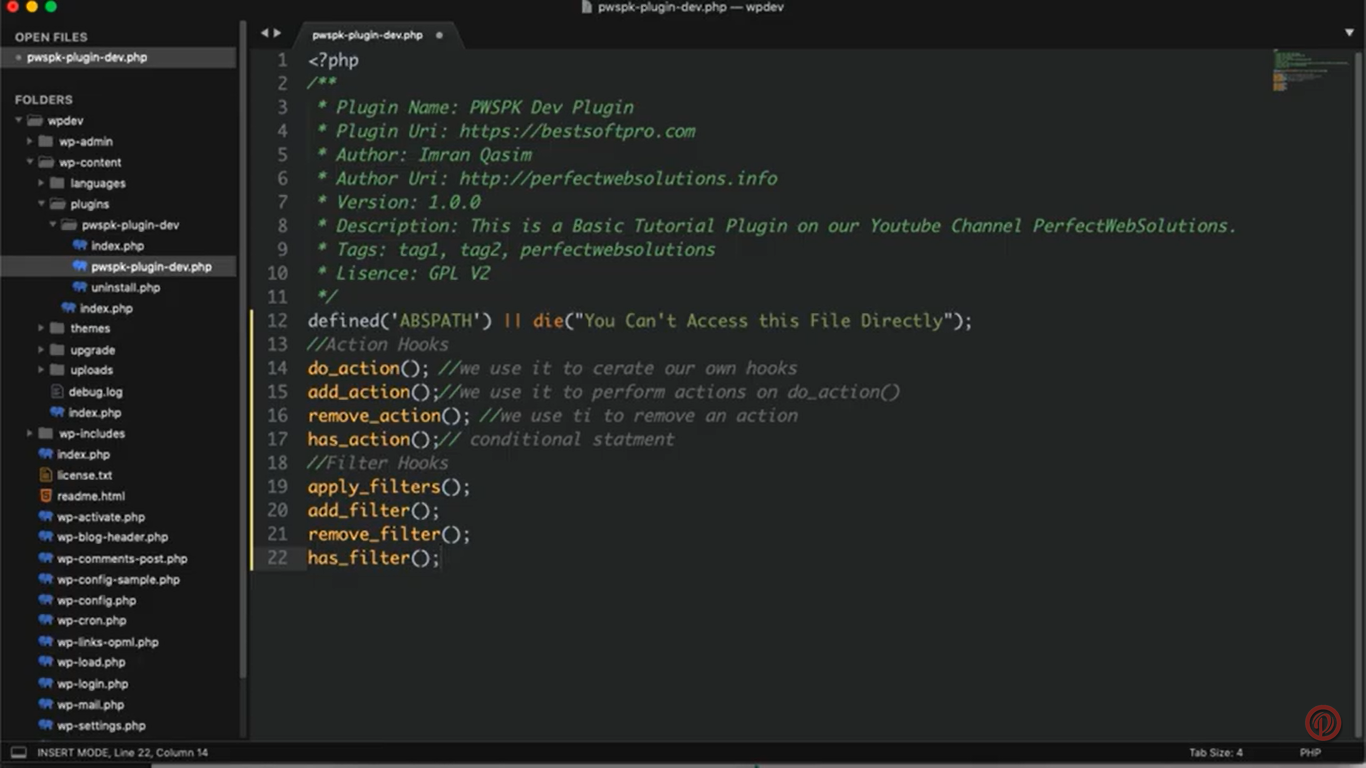 pwspk-plugin-dev.php — wpdev
OPEN FILES
pwspk-plugin-dev.php
FOLDERS
wpdev
wp-admin
wp-content
languages
plugins
pwspk-plugin-dev
index.php
pwspk-plugin-dev.php
uninstall.php
index.php
themes
upgrade
uploads
debug.log
index.php
wp-includes
index.php
license.txt
readme.html
wp-activate.php
wp-blog-header.php
wp-comments-post.php
wp-config-sample.php
wp-config.php
wp-cron.php
wp-links-opml.php
wp-load.php
wp-login.php
wp-mail.php
wp-settings.php
pwspk-plugin-dev.php
1 <?php
2 /**
3 * Plugin Name: PWSPK Dev Plugin
4 * Plugin Uri: https://bestsoftpro.com
5 * Author: Imran Qasim
6 * Author Uri: http://perfectwebsolutions.info
7 * Version: 1.0.0
8 * Description: This is a Basic Tutorial Plugin on our Youtube Channel PerfectWebSolutions.
9 * Tags: tag1, tag2, perfectwebsolutions
10 * Lisence: GPL V2
11 */
12 defined('ABSPATH') || die("You Can't Access this File Directly");
13 //Action Hooks
14 do_action(); //we use it to cerate our own hooks
15 add_action();//we use it to perform actions on do_action()
16 remove_action(); //we use ti to remove an action
17 has_action();// conditional statment
18 //Filter Hooks
19 apply_filters();
20 add_filter();
21 remove_filter();
22 has_filter();
INSERT MODE, Line 22, Column 14
Tab Size: 4
PHP